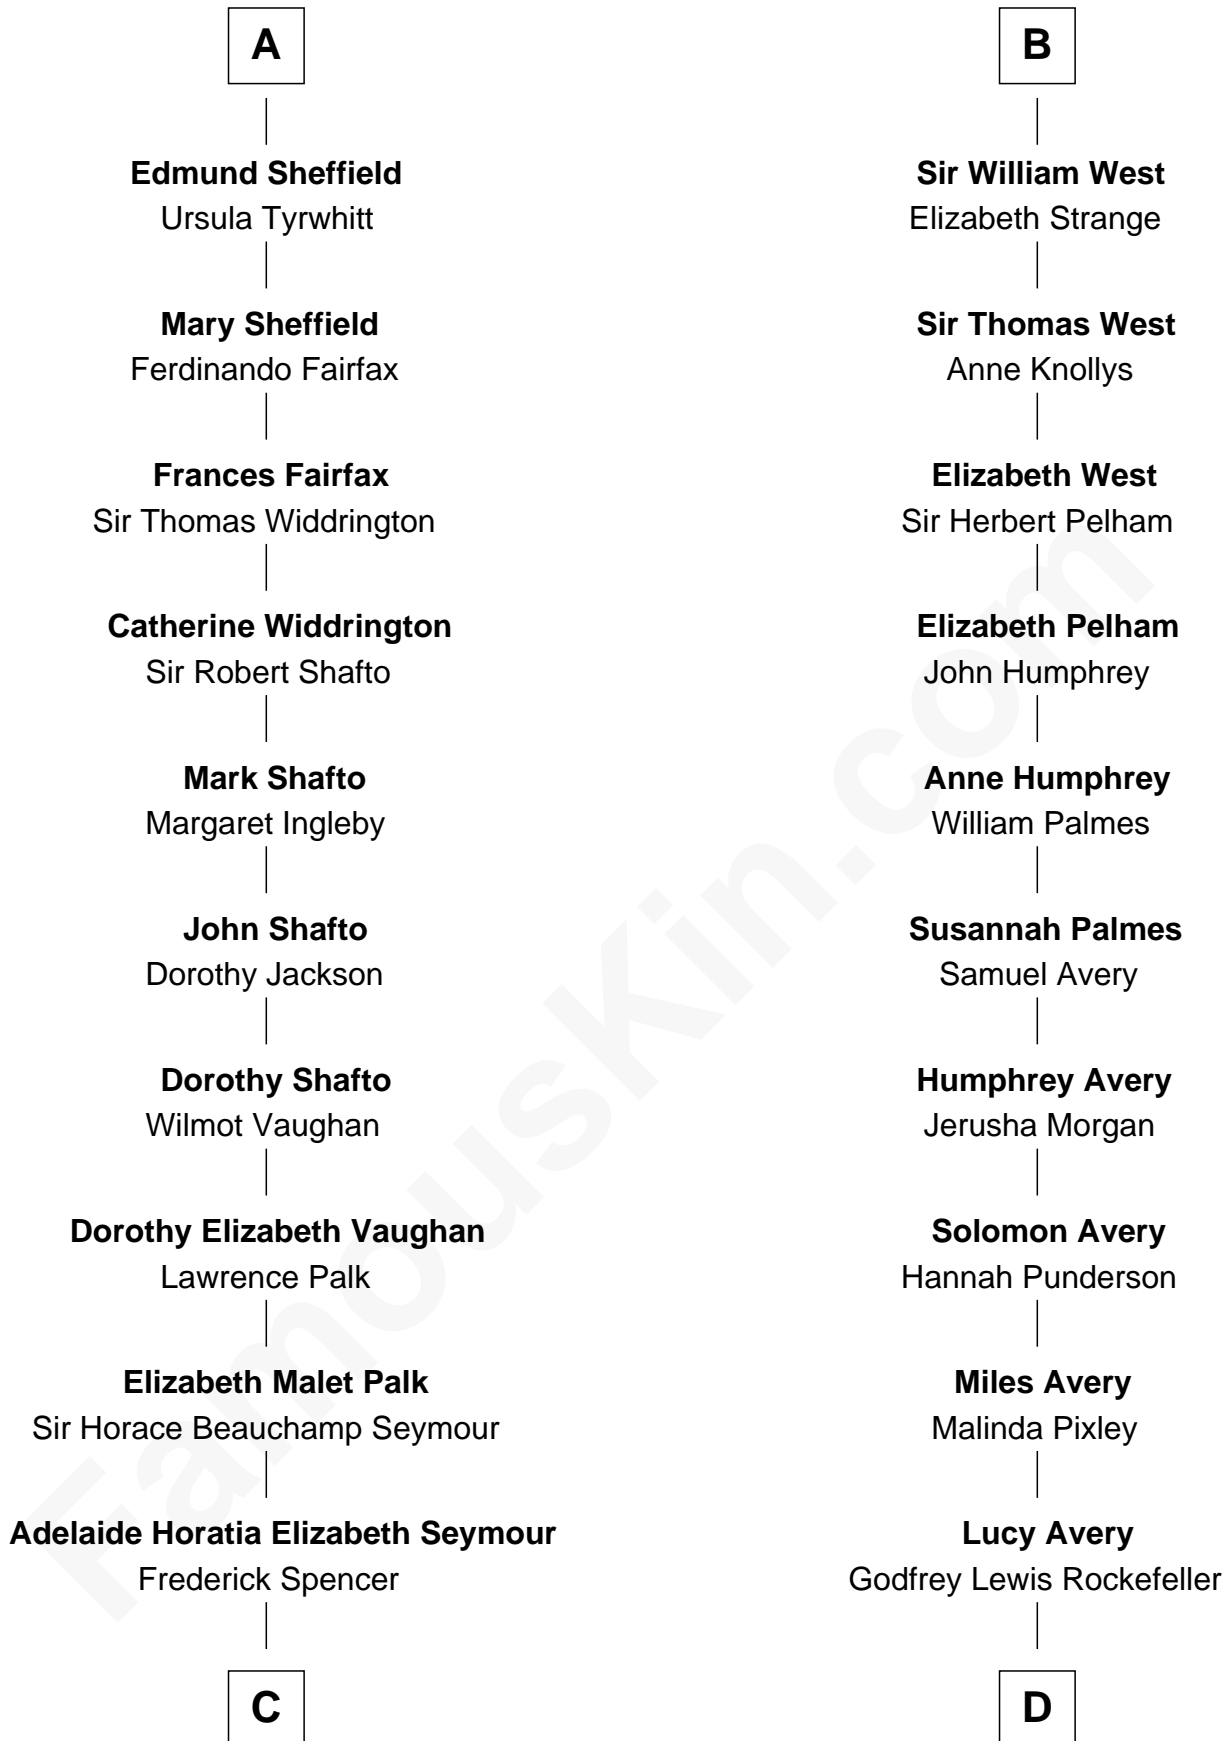 A
Edmund Sheffield
Ursula Tyrwhitt
Mary Sheffield
Ferdinando Fairfax
Frances Fairfax
Sir Thomas Widdrington
Catherine Widdrington
Sir Robert Shafto
Mark Shafto
Margaret Ingleby
John Shafto
Dorothy Jackson
Dorothy Shafto
Wilmot Vaughan
Dorothy Elizabeth Vaughan
Lawrence Palk
Elizabeth Malet Palk
Sir Horace Beauchamp Seymour
Adelaide Horatia Elizabeth Seymour
Frederick Spencer
C
B
Sir William West
Elizabeth Strange
Sir Thomas West
Anne Knollys
Elizabeth West
Sir Herbert Pelham
Elizabeth Pelham
John Humphrey
Anne Humphrey
William Palmes
Susannah Palmes
Samuel Avery
Humphrey Avery
Jerusha Morgan
Solomon Avery
Hannah Punderson
Miles Avery
Malinda Pixley
Lucy Avery
Godfrey Lewis Rockefeller
D
FamousKin.com